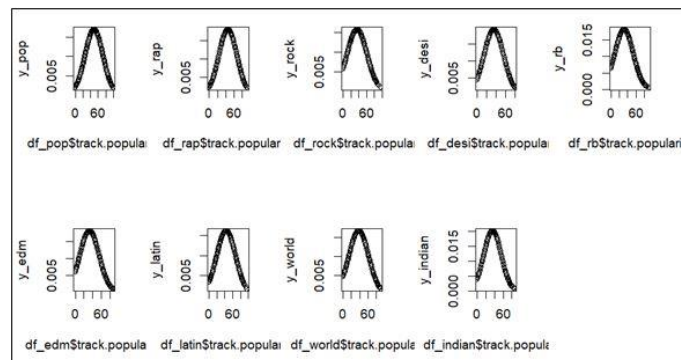 y_pop
0.005
0 60
df_pop$track.popular
y_rap
0.005
0 60
df_rap$track.popular
y_rock
0.005
0 60
df_rock$track.popula
y_desi
0.005
0 60
df_desi$track.popula
y_rb
0.000 0.015
0 60
df_rb$track.populari
y_edm
0.005
0 60
df_edm$track.popula
y_latin
0.005
0 60
df_latin$track.popular
y_world
0.005
0 60
df_world$track.popula
y_indian
0.000 0.015
0 60
df_indian$track.popula